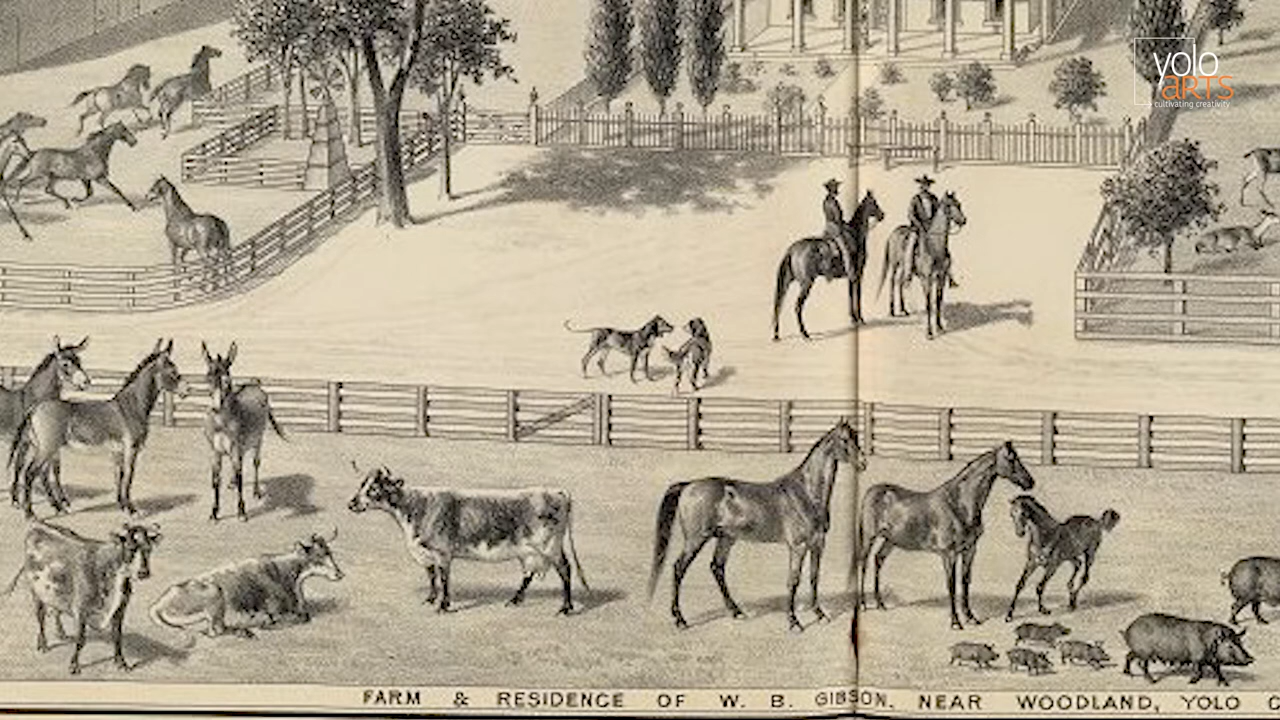 yolo
ARTS
cultivating creativity
FARM & RESIDENCE OF W. B. GIBSON, NEAR WOODLAND, YOLO